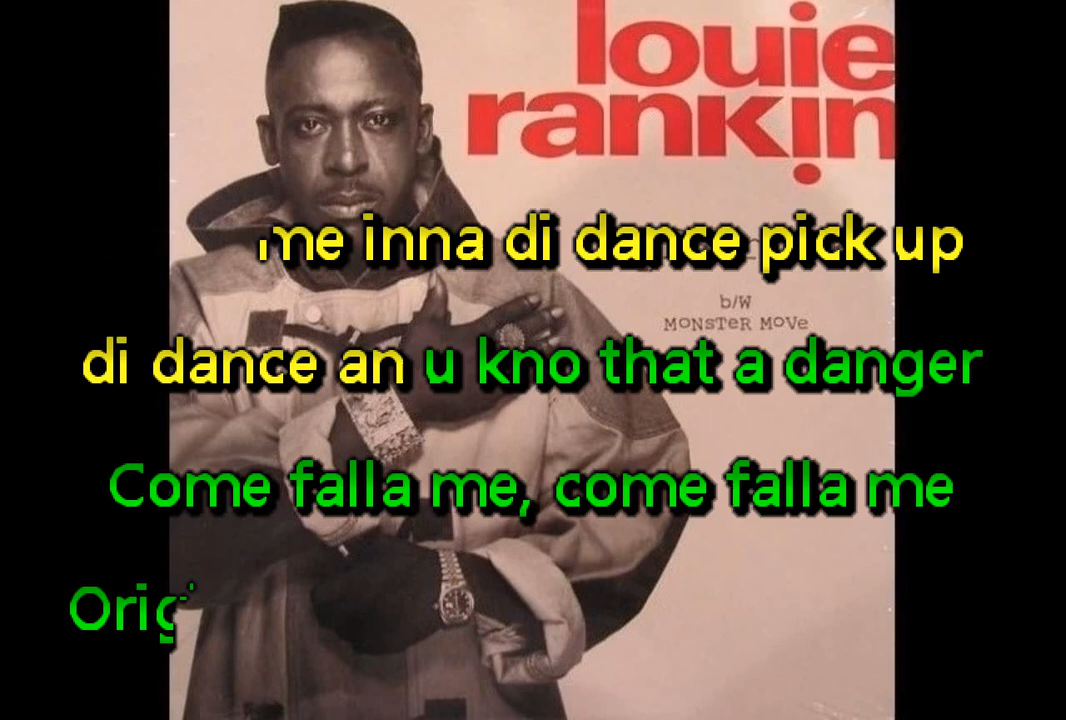 louie
rankin
me inna di dance pick up
b/w
MONSTER MOVE
di dance an u kno that a danger
Come falla me, come falla me
Orig